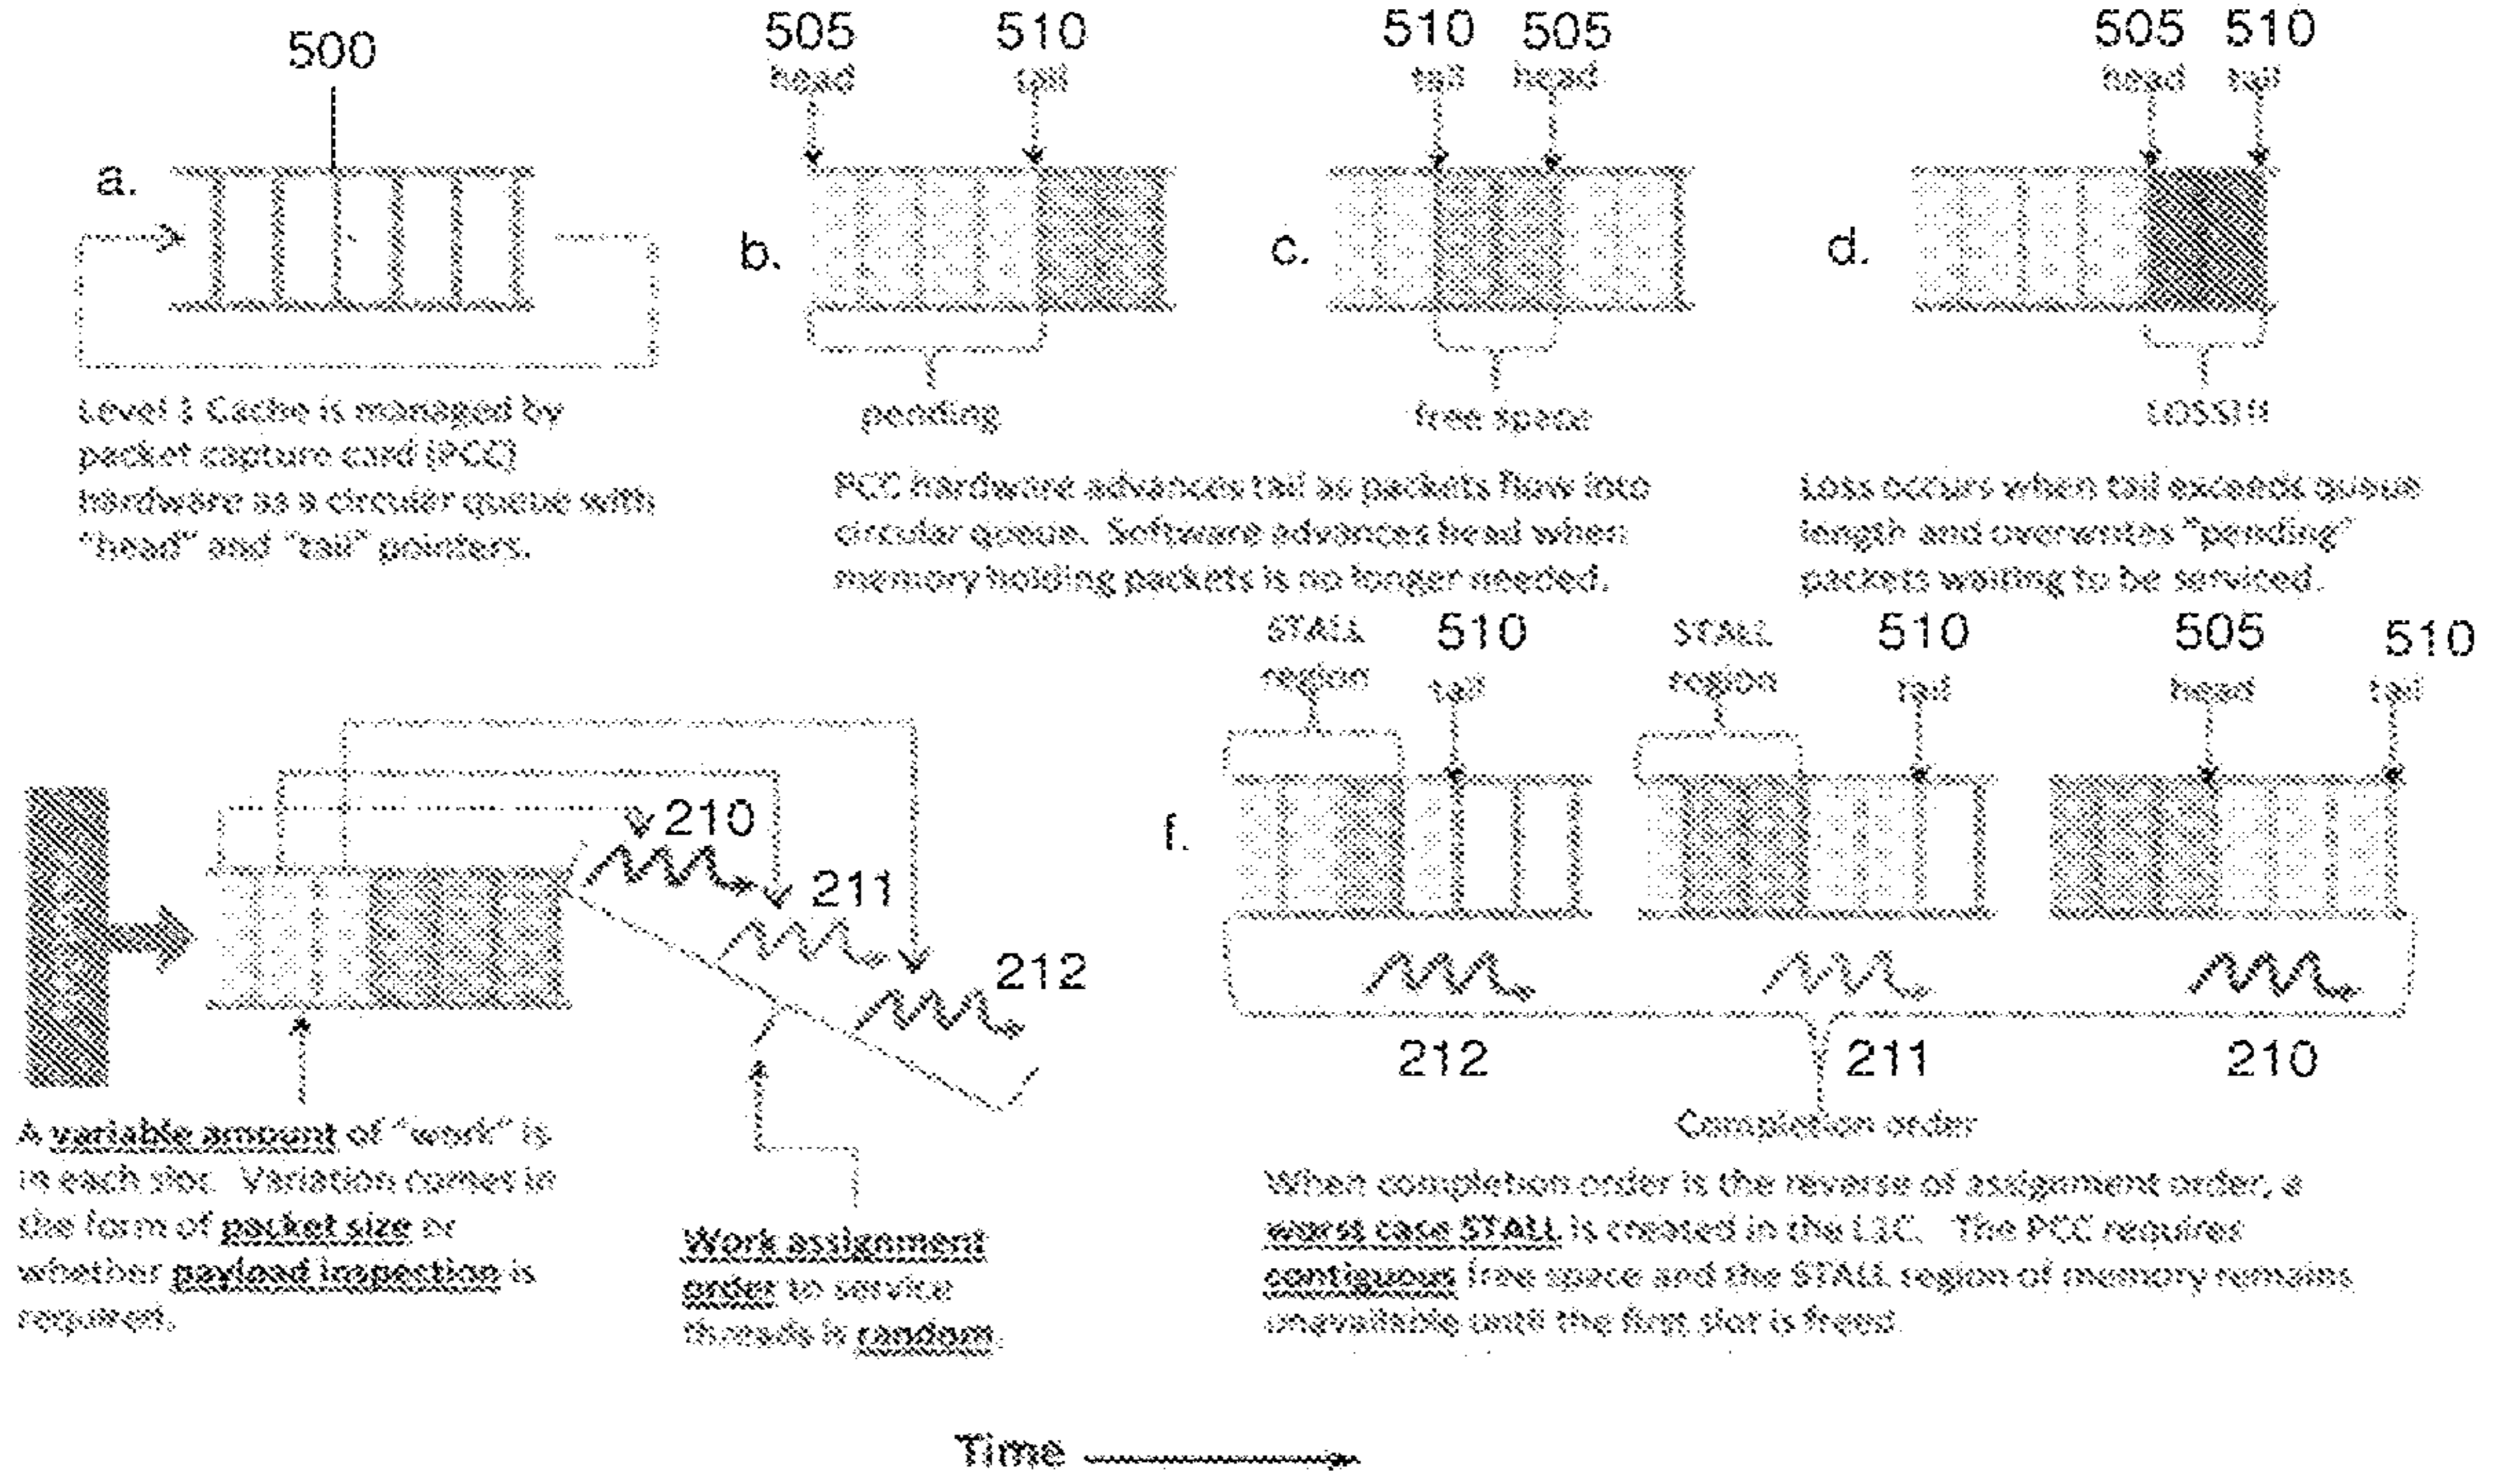 500
a.
Level 1 Cache is managed by
packet capture card (PCC)
hardware as a circular queue with
"head" and "tail" pointers.
505 510
head tail
b.
pending
510 505
tail head
c.
free space
PCC hardware advances tail as packets flow into
circular queue. Software advances head when
memory holding packets is no longer needed.
505 510
head tail
d.
LOSS!!!
Loss occurs when tail exceeds queue
length and overwrites "pending"
packets waiting to be serviced.
210
211
212
A variable amount of "work" is
in each slot. Variation comes in
the form of packet size or
whether payload inspection is
required.
Work assignment
order to service
threads is random.
STALL 510 STALL 510 505 510
region tail region tail head tail
f.
212 211 210
Completion order
When completion order is the reverse of assignment order, a
worst case STALL is created in the L1C. The PCC requires
contiguous free space and the STALL region of memory remains
unavailable until the first slot is freed.
Time